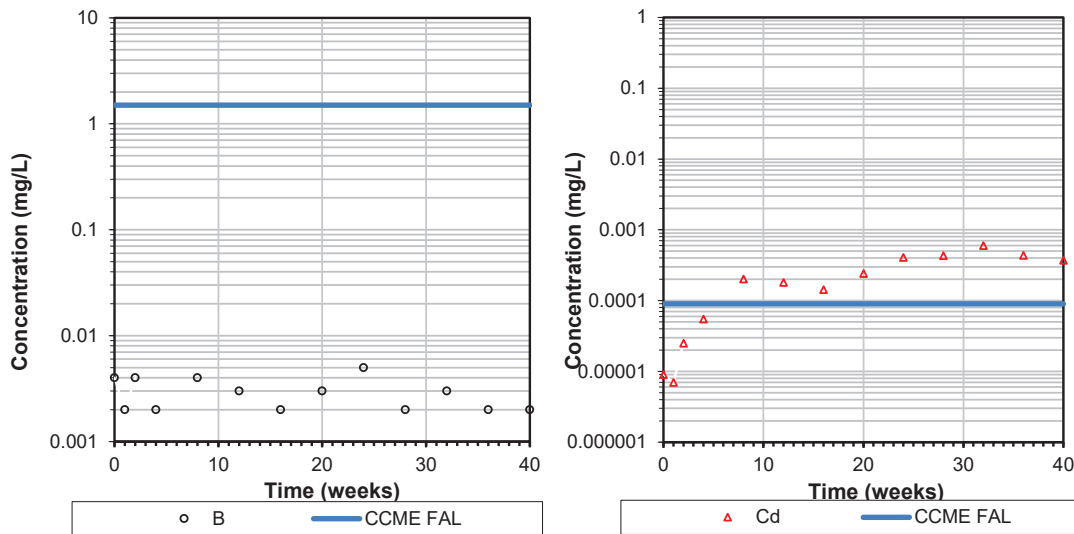 Concentration (mg/L)
10
1
0.1
0.01
0.001
0
10
20
30
40
Time (weeks)
B
CCME FAL
Concentration (mg/L)
1
0.1
0.01
0.001
0.0001
0.00001
0.000001
0
10
20
30
40
Time (weeks)
Cd
CCME FAL